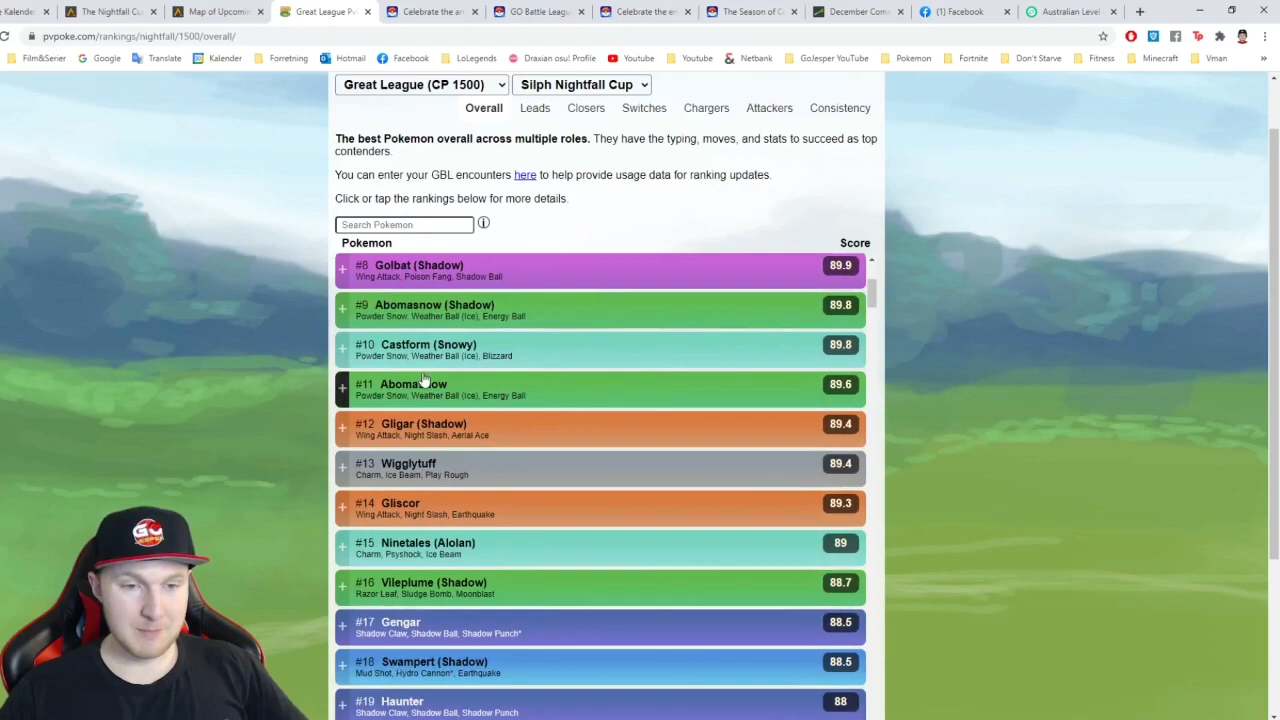 e Kalender
The Nightfall Cu
Map of Upcomin
Great League Pv
Celebrate the an
GO Battle Leagu
Celebrate the en
The Season of C
December Comm
(1) Facebook
Australian Level
pvpoke.com/rankings/nightfall/1500/overall/
Film&Serier
Google
Translate
Kalender
Forretning
Hotmail
Facebook
LoLegends
Draxian osu! Profile
Youtube
Youtube
Netbank
GoJesper YouTube
Pokemon
Fortnite
Don't Starve
Fitness
Minecraft
Vman
»
Great League (CP 1500)
Silph Nightfall Cup
Overall
Leads
Closers
Switches
Chargers
Attackers
Consistency
The best Pokemon overall across multiple roles. They have the typing, moves, and stats to succeed as top
contenders.
You can enter your GBL encounters here to help provide usage data for ranking updates.
Click or tap the rankings below for more details.
Search Pokemon
Pokemon
Score
+ #8 Golbat (Shadow) 89.9
Wing Attack, Poison Fang, Shadow Ball
+ #9 Abomasnow (Shadow) 89.8
Powder Snow, Weather Ball (Ice), Energy Ball
+ #10 Castform (Snowy) 89.8
Powder Snow, Weather Ball (Ice), Blizzard
+ #11 Abomasnow 89.6
Powder Snow, Weather Ball (Ice), Energy Ball
+ #12 Gligar (Shadow) 89.4
Wing Attack, Night Slash, Aerial Ace
+ #13 Wigglytuff 89.4
Charm, Ice Beam, Play Rough
+ #14 Gliscor 89.3
Wing Attack, Night Slash, Earthquake
+ #15 Ninetales (Alolan) 89
Charm, Psyshock, Ice Beam
+ #16 Vileplume (Shadow) 88.7
Razor Leaf, Sludge Bomb, Moonblast
+ #17 Gengar 88.5
Shadow Claw, Shadow Ball, Shadow Punch*
+ #18 Swampert (Shadow) 88.5
Mud Shot, Hydro Cannon*, Earthquake
+ #19 Haunter 88
Shadow Claw, Shadow Ball, Shadow Punch